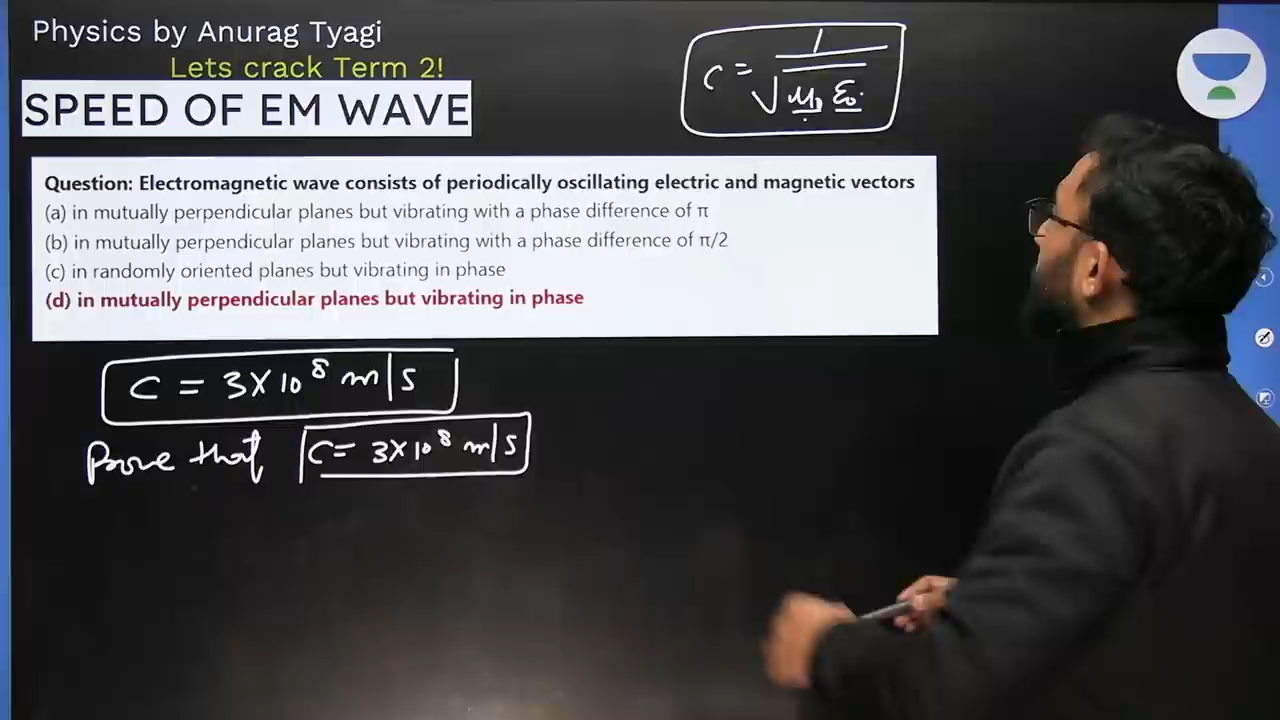 Physics by Anurag Tyagi
Lets crack Term 2!
SPEED OF EM WAVE
C = 1/√μ₀ ε₀
Question: Electromagnetic wave consists of periodically oscillating electric and magnetic vectors
(a) in mutually perpendicular planes but vibrating with a phase difference of π
(b) in mutually perpendicular planes but vibrating with a phase difference of π/2
(c) in randomly oriented planes but vibrating in phase
(d) in mutually perpendicular planes but vibrating in phase
C = 3×10⁸ m/s
Prove that C= 3×10⁸ m/s